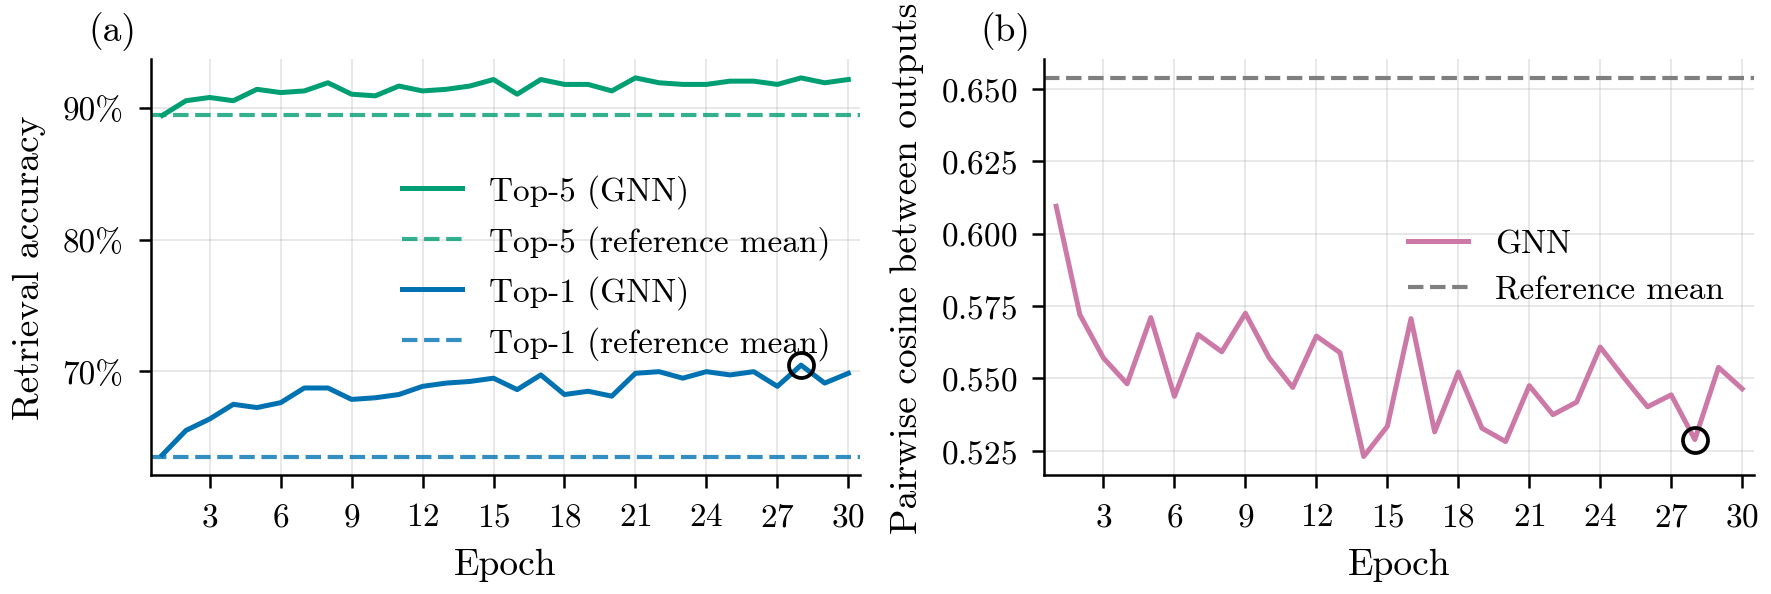 (a)
Retrieval accuracy
90%
80%
70%
Top-5 (GNN)
Top-5 (reference mean)
Top-1 (GNN)
Top-1 (reference mean)
3 6 9 12 15 18 21 24 27 30
Epoch
(b)
Pairwise cosine between outputs
0.650
0.625
0.600
0.575
0.550
0.525
GNN
Reference mean
3 6 9 12 15 18 21 24 27 30
Epoch